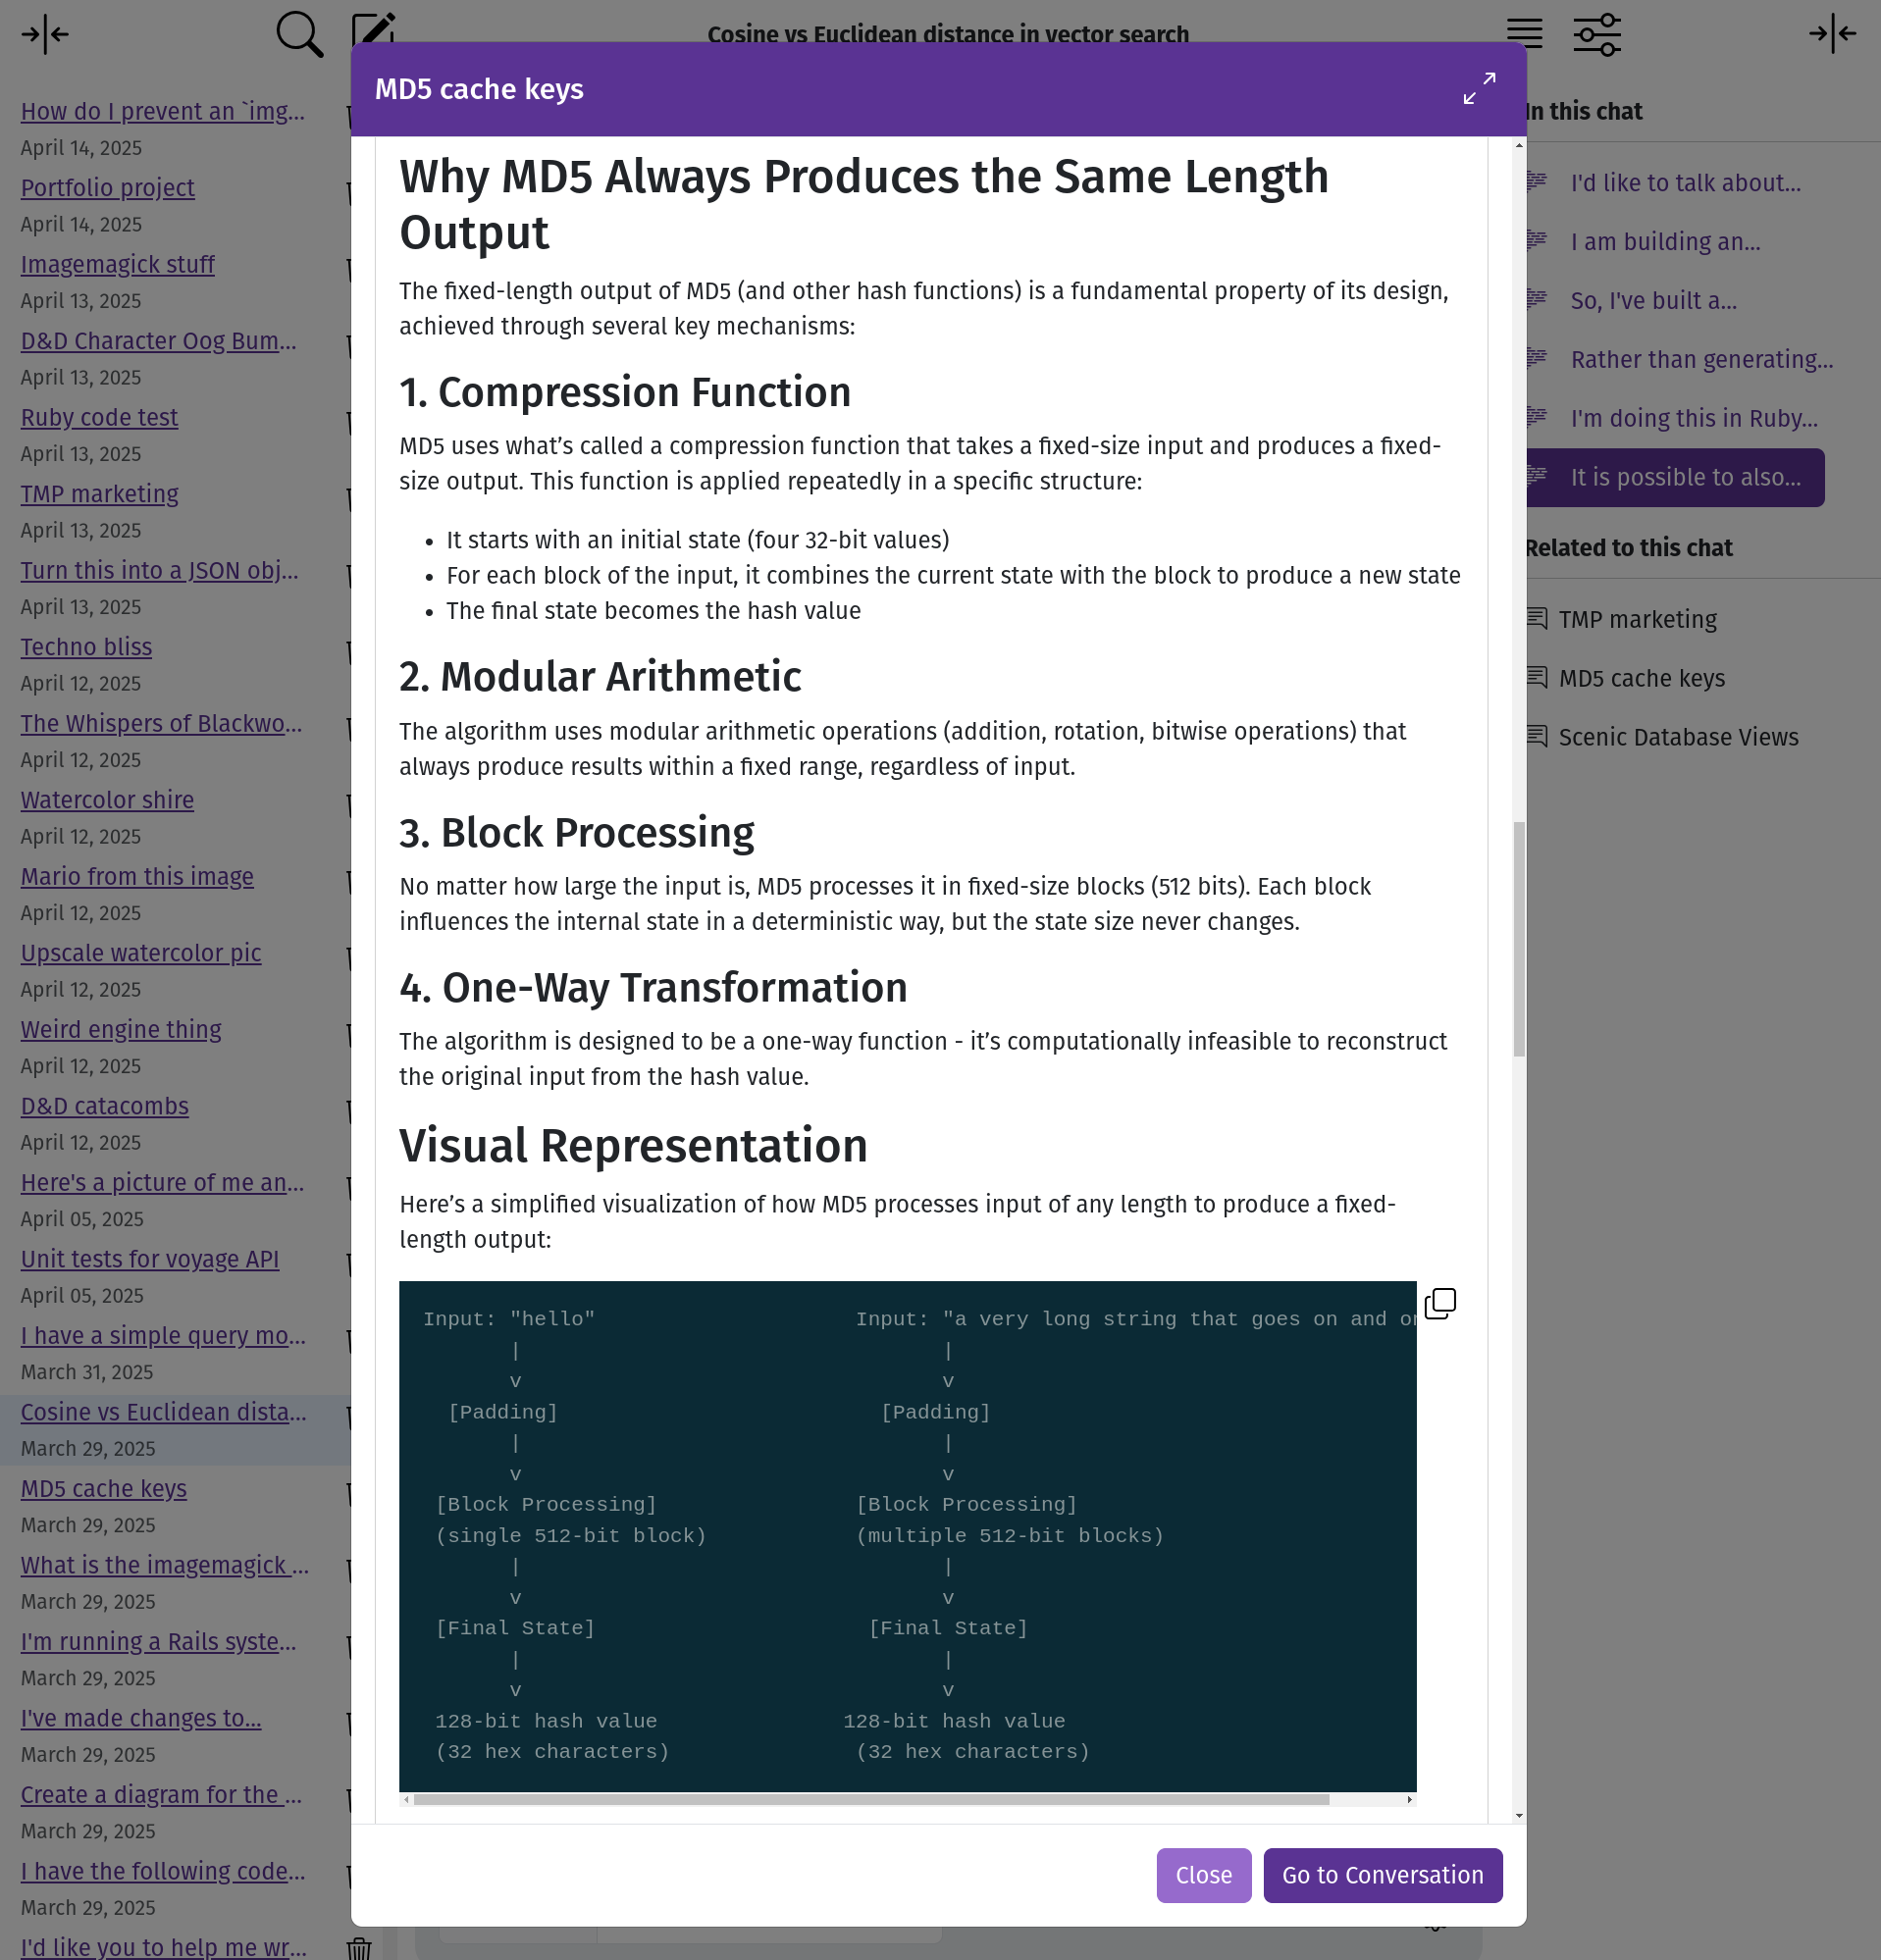 Cosine vs Euclidean distance in vector search
How do I prevent an `img...
April 14, 2025
Portfolio project
April 14, 2025
Imagemagick stuff
April 13, 2025
D&D Character Oog Bum...
April 13, 2025
Ruby code test
April 13, 2025
TMP marketing
April 13, 2025
Turn this into a JSON obj...
April 13, 2025
Techno bliss
April 12, 2025
The Whispers of Blackwo...
April 12, 2025
Watercolor shire
April 12, 2025
Mario from this image
April 12, 2025
Upscale watercolor pic
April 12, 2025
Weird engine thing
April 12, 2025
D&D catacombs
April 12, 2025
Here's a picture of me an...
April 05, 2025
Unit tests for voyage API
April 05, 2025
I have a simple query mo...
March 31, 2025
Cosine vs Euclidean dista...
March 29, 2025
MD5 cache keys
March 29, 2025
What is the imagemagick ...
March 29, 2025
I'm running a Rails syste...
March 29, 2025
I've made changes to...
March 29, 2025
Create a diagram for the ...
March 29, 2025
I have the following code...
March 29, 2025
I'd like you to help me wr...
MD5 cache keys
Why MD5 Always Produces the Same Length
Output
The fixed-length output of MD5 (and other hash functions) is a fundamental property of its design,
achieved through several key mechanisms:
1. Compression Function
MD5 uses what’s called a compression function that takes a fixed-size input and produces a fixed-
size output. This function is applied repeatedly in a specific structure:
• It starts with an initial state (four 32-bit values)
• For each block of the input, it combines the current state with the block to produce a new state
• The final state becomes the hash value
2. Modular Arithmetic
The algorithm uses modular arithmetic operations (addition, rotation, bitwise operations) that
always produce results within a fixed range, regardless of input.
3. Block Processing
No matter how large the input is, MD5 processes it in fixed-size blocks (512 bits). Each block
influences the internal state in a deterministic way, but the state size never changes.
4. One-Way Transformation
The algorithm is designed to be a one-way function - it’s computationally infeasible to reconstruct
the original input from the hash value.
Visual Representation
Here’s a simplified visualization of how MD5 processes input of any length to produce a fixed-
length output:
Input: "hello"                     Input: "a very long string that goes on and on
       |                                  |
       v                                  v
  [Padding]                          [Padding]
       |                                  |
       v                                  v
 [Block Processing]                [Block Processing]
 (single 512-bit block)            (multiple 512-bit blocks)
       |                                  |
       v                                  v
 [Final State]                      [Final State]
       |                                  |
       v                                  v
 128-bit hash value               128-bit hash value
 (32 hex characters)               (32 hex characters)
Close
Go to Conversation
In this chat
I'd like to talk about...
I am building an...
So, I've built a...
Rather than generating...
I'm doing this in Ruby...
It is possible to also...
Related to this chat
TMP marketing
MD5 cache keys
Scenic Database Views